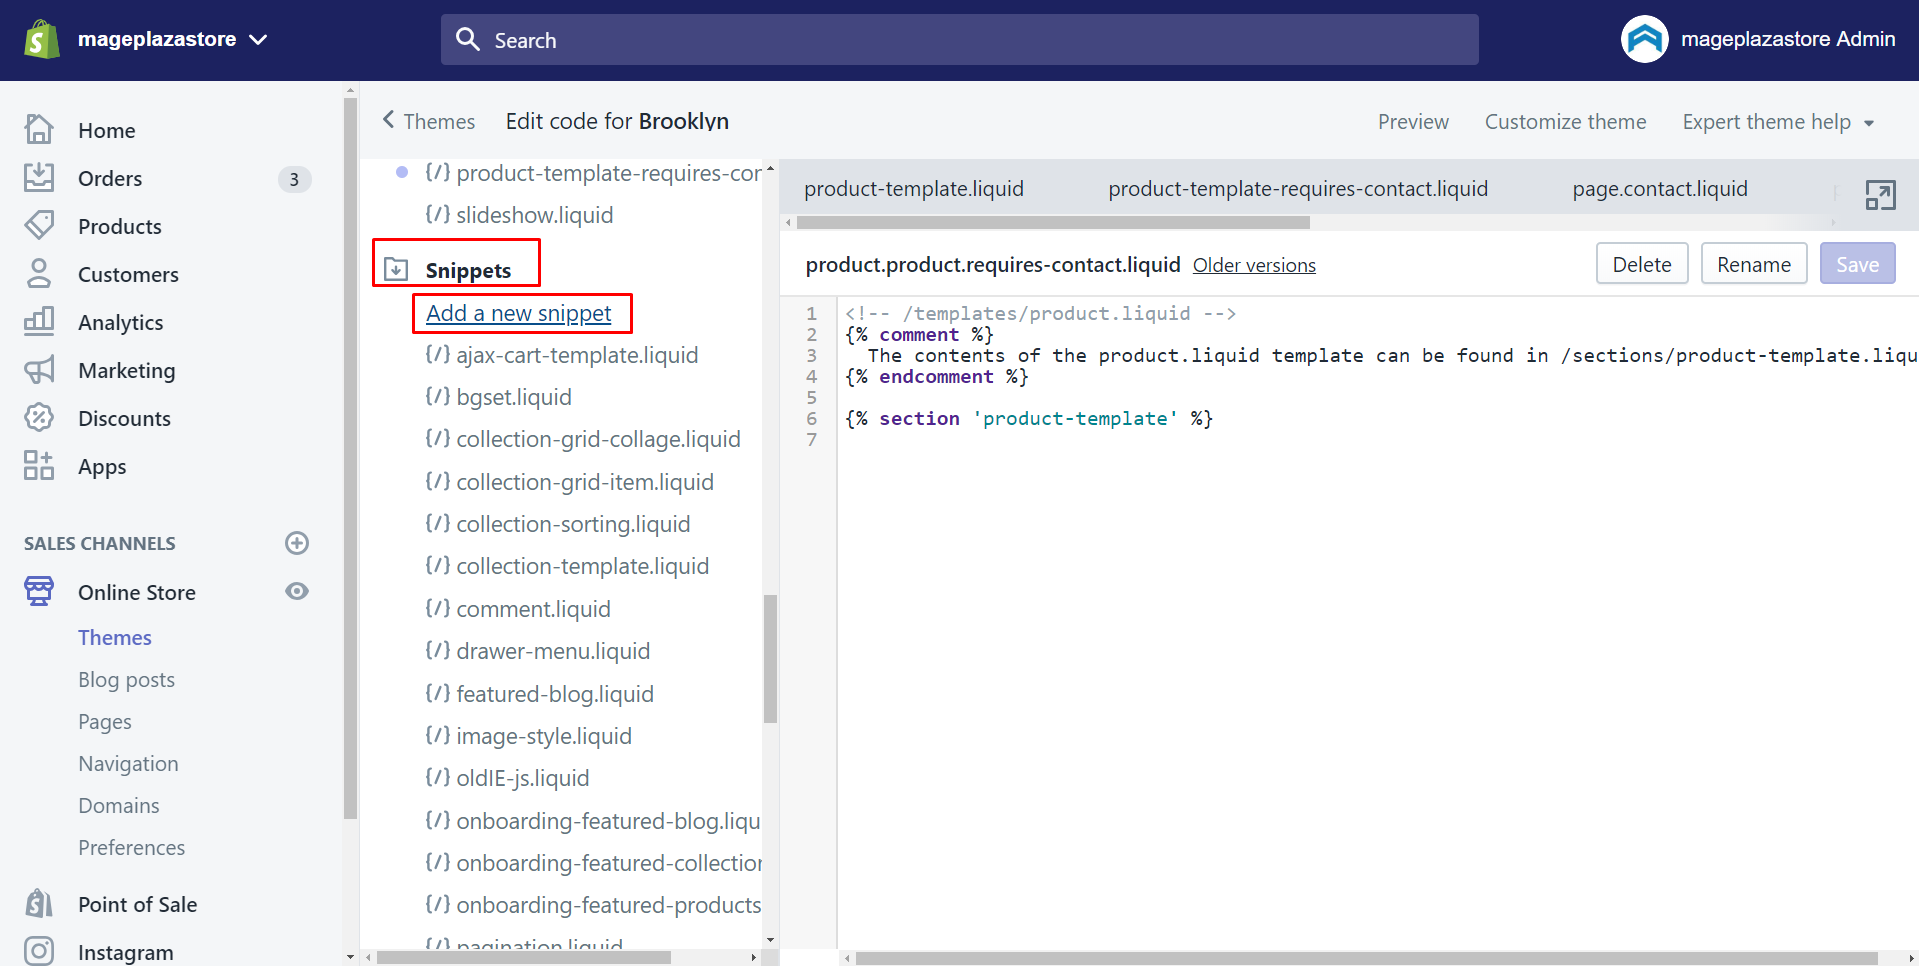 mageplazastore
Search
mageplazastore Admin
Home
Orders
3
Products
Customers
Analytics
Marketing
Discounts
Apps
SALES CHANNELS
Online Store
Themes
Blog posts
Pages
Navigation
Domains
Preferences
Point of Sale
Instagram
Themes
Edit code for Brooklyn
Preview
Customize theme
Expert theme help
{/} product-template-requires-cor
{/} slideshow.liquid
Snippets
Add a new snippet
{/} ajax-cart-template.liquid
{/} bgset.liquid
{/} collection-grid-collage.liquid
{/} collection-grid-item.liquid
{/} collection-sorting.liquid
{/} collection-template.liquid
{/} comment.liquid
{/} drawer-menu.liquid
{/} featured-blog.liquid
{/} image-style.liquid
{/} oldIE-js.liquid
{/} onboarding-featured-blog.liqu
{/} onboarding-featured-collection
{/} onboarding-featured-products
{/} pagination.liquid
product-template.liquid
product-template-requires-contact.liquid
page.contact.liquid
product.product.requires-contact.liquid
Older versions
Delete
Rename
Save
1 <!-- /templates/product.liquid -->
2 {% comment %}
3 The contents of the product.liquid template can be found in /sections/product-template.liqu
4 {% endcomment %}
5
6 {% section 'product-template' %}
7